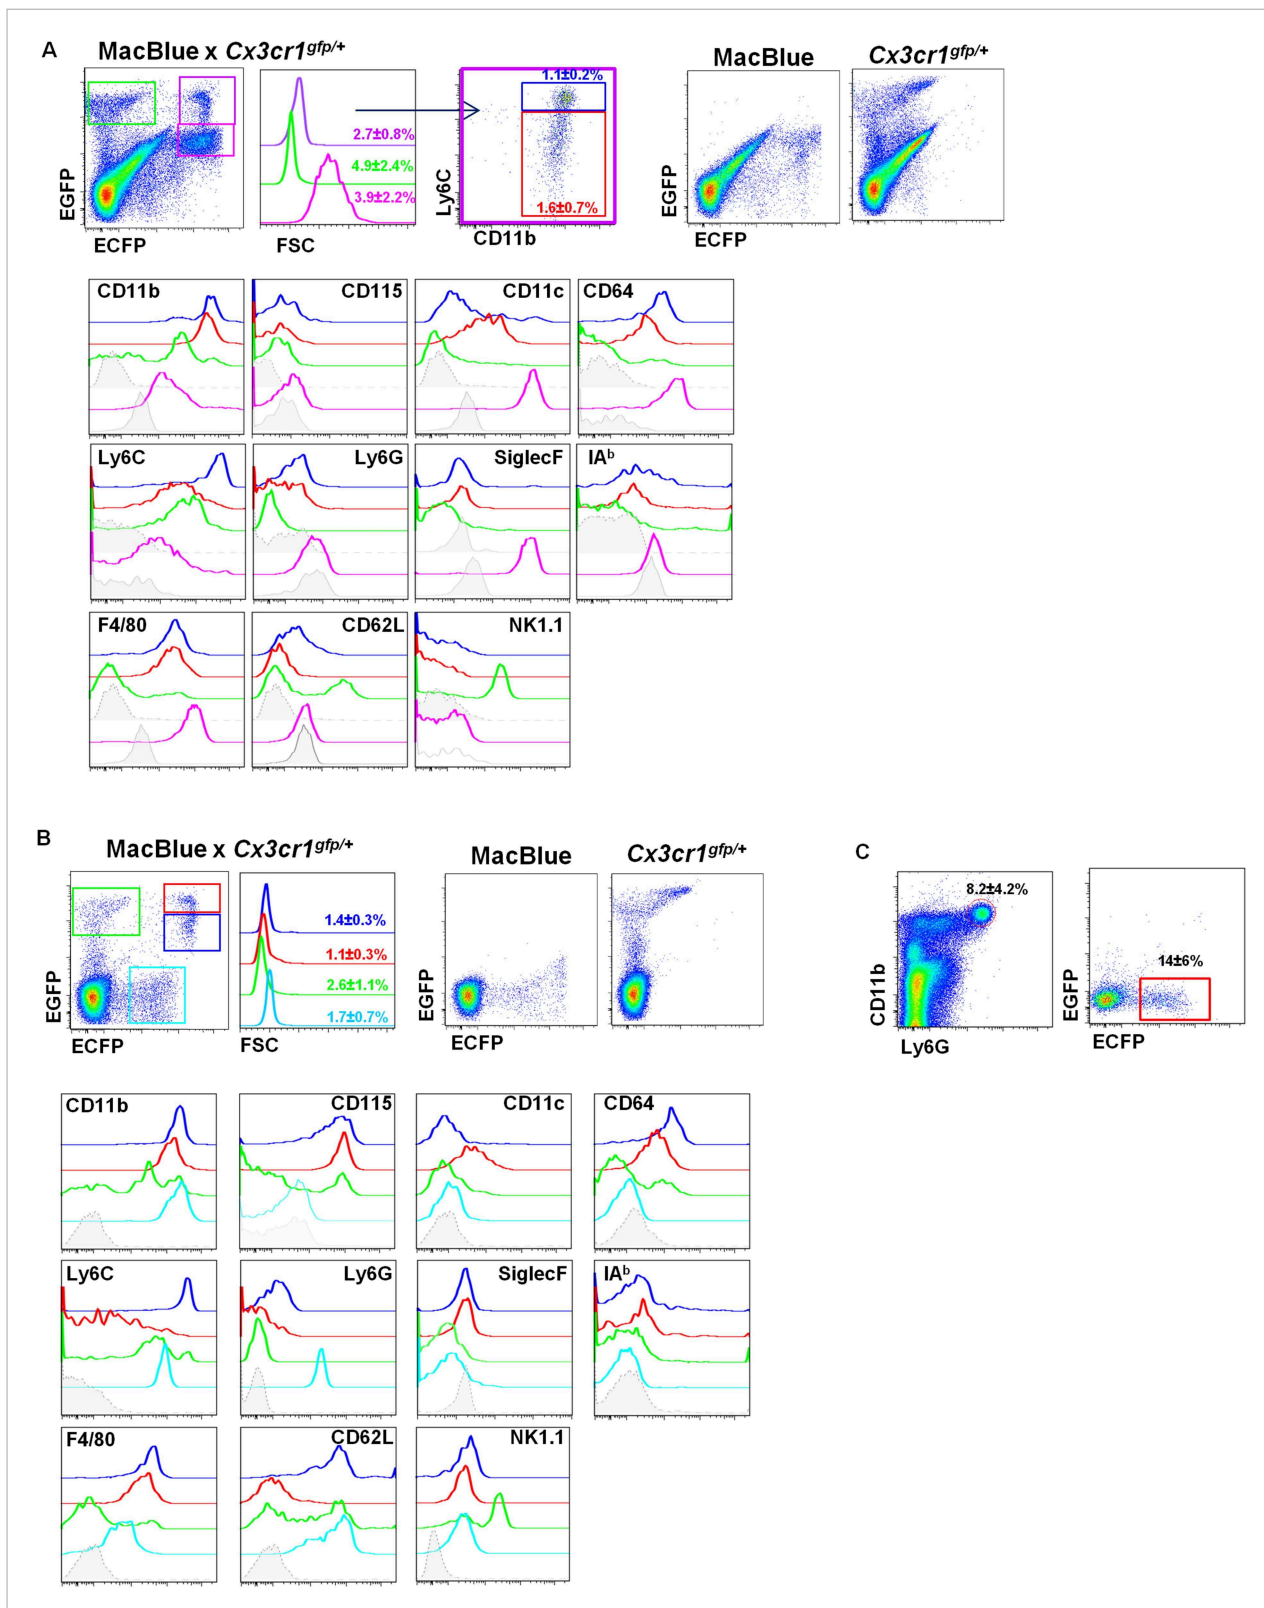 A
MacBlue x Cx3cr1gfp/+
MacBlue
Cx3cr1gfp/+
EGFP
ECFP
2.7±0.8%
4.9±2.4%
3.9±2.2%
FSC
1.1±0.2%
Ly6C
1.6±0.7%
CD11b
EGFP
ECFP
CD11b
CD115
CD11c
CD64
Ly6C
Ly6G
SiglecF
IAb
F4/80
CD62L
NK1.1
B
MacBlue x Cx3cr1gfp/+
MacBlue
Cx3cr1gfp/+
EGFP
ECFP
1.4±0.3%
1.1±0.3%
2.6±1.1%
1.7±0.7%
FSC
EGFP
ECFP
C
8.2±4.2%
CD11b
Ly6G
14±6%
EGFP
ECFP
CD11b
CD115
CD11c
CD64
Ly6C
Ly6G
SiglecF
IAb
F4/80
CD62L
NK1.1